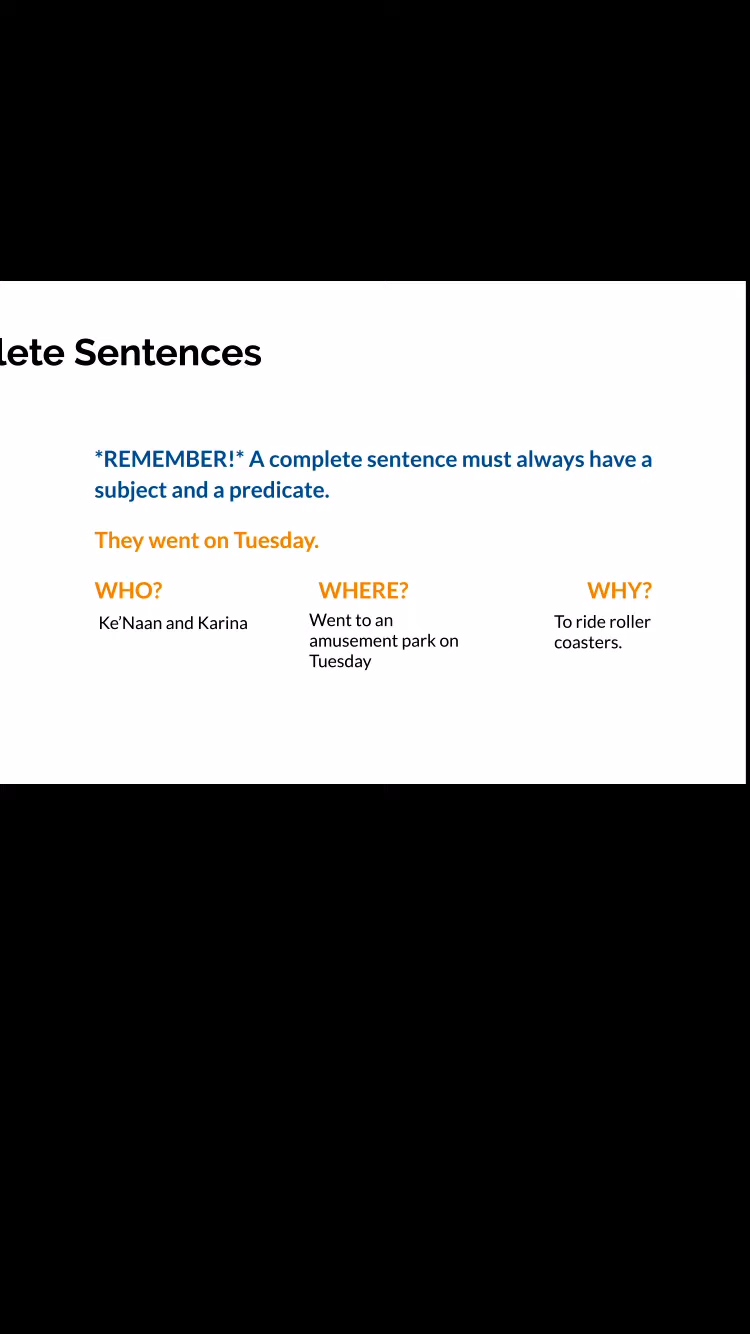 lete Sentences
*REMEMBER!* A complete sentence must always have a
subject and a predicate.
They went on Tuesday.
WHO?
Ke’Naan and Karina
WHERE?
Went to an
amusement park on
Tuesday
WHY?
To ride roller
coasters.